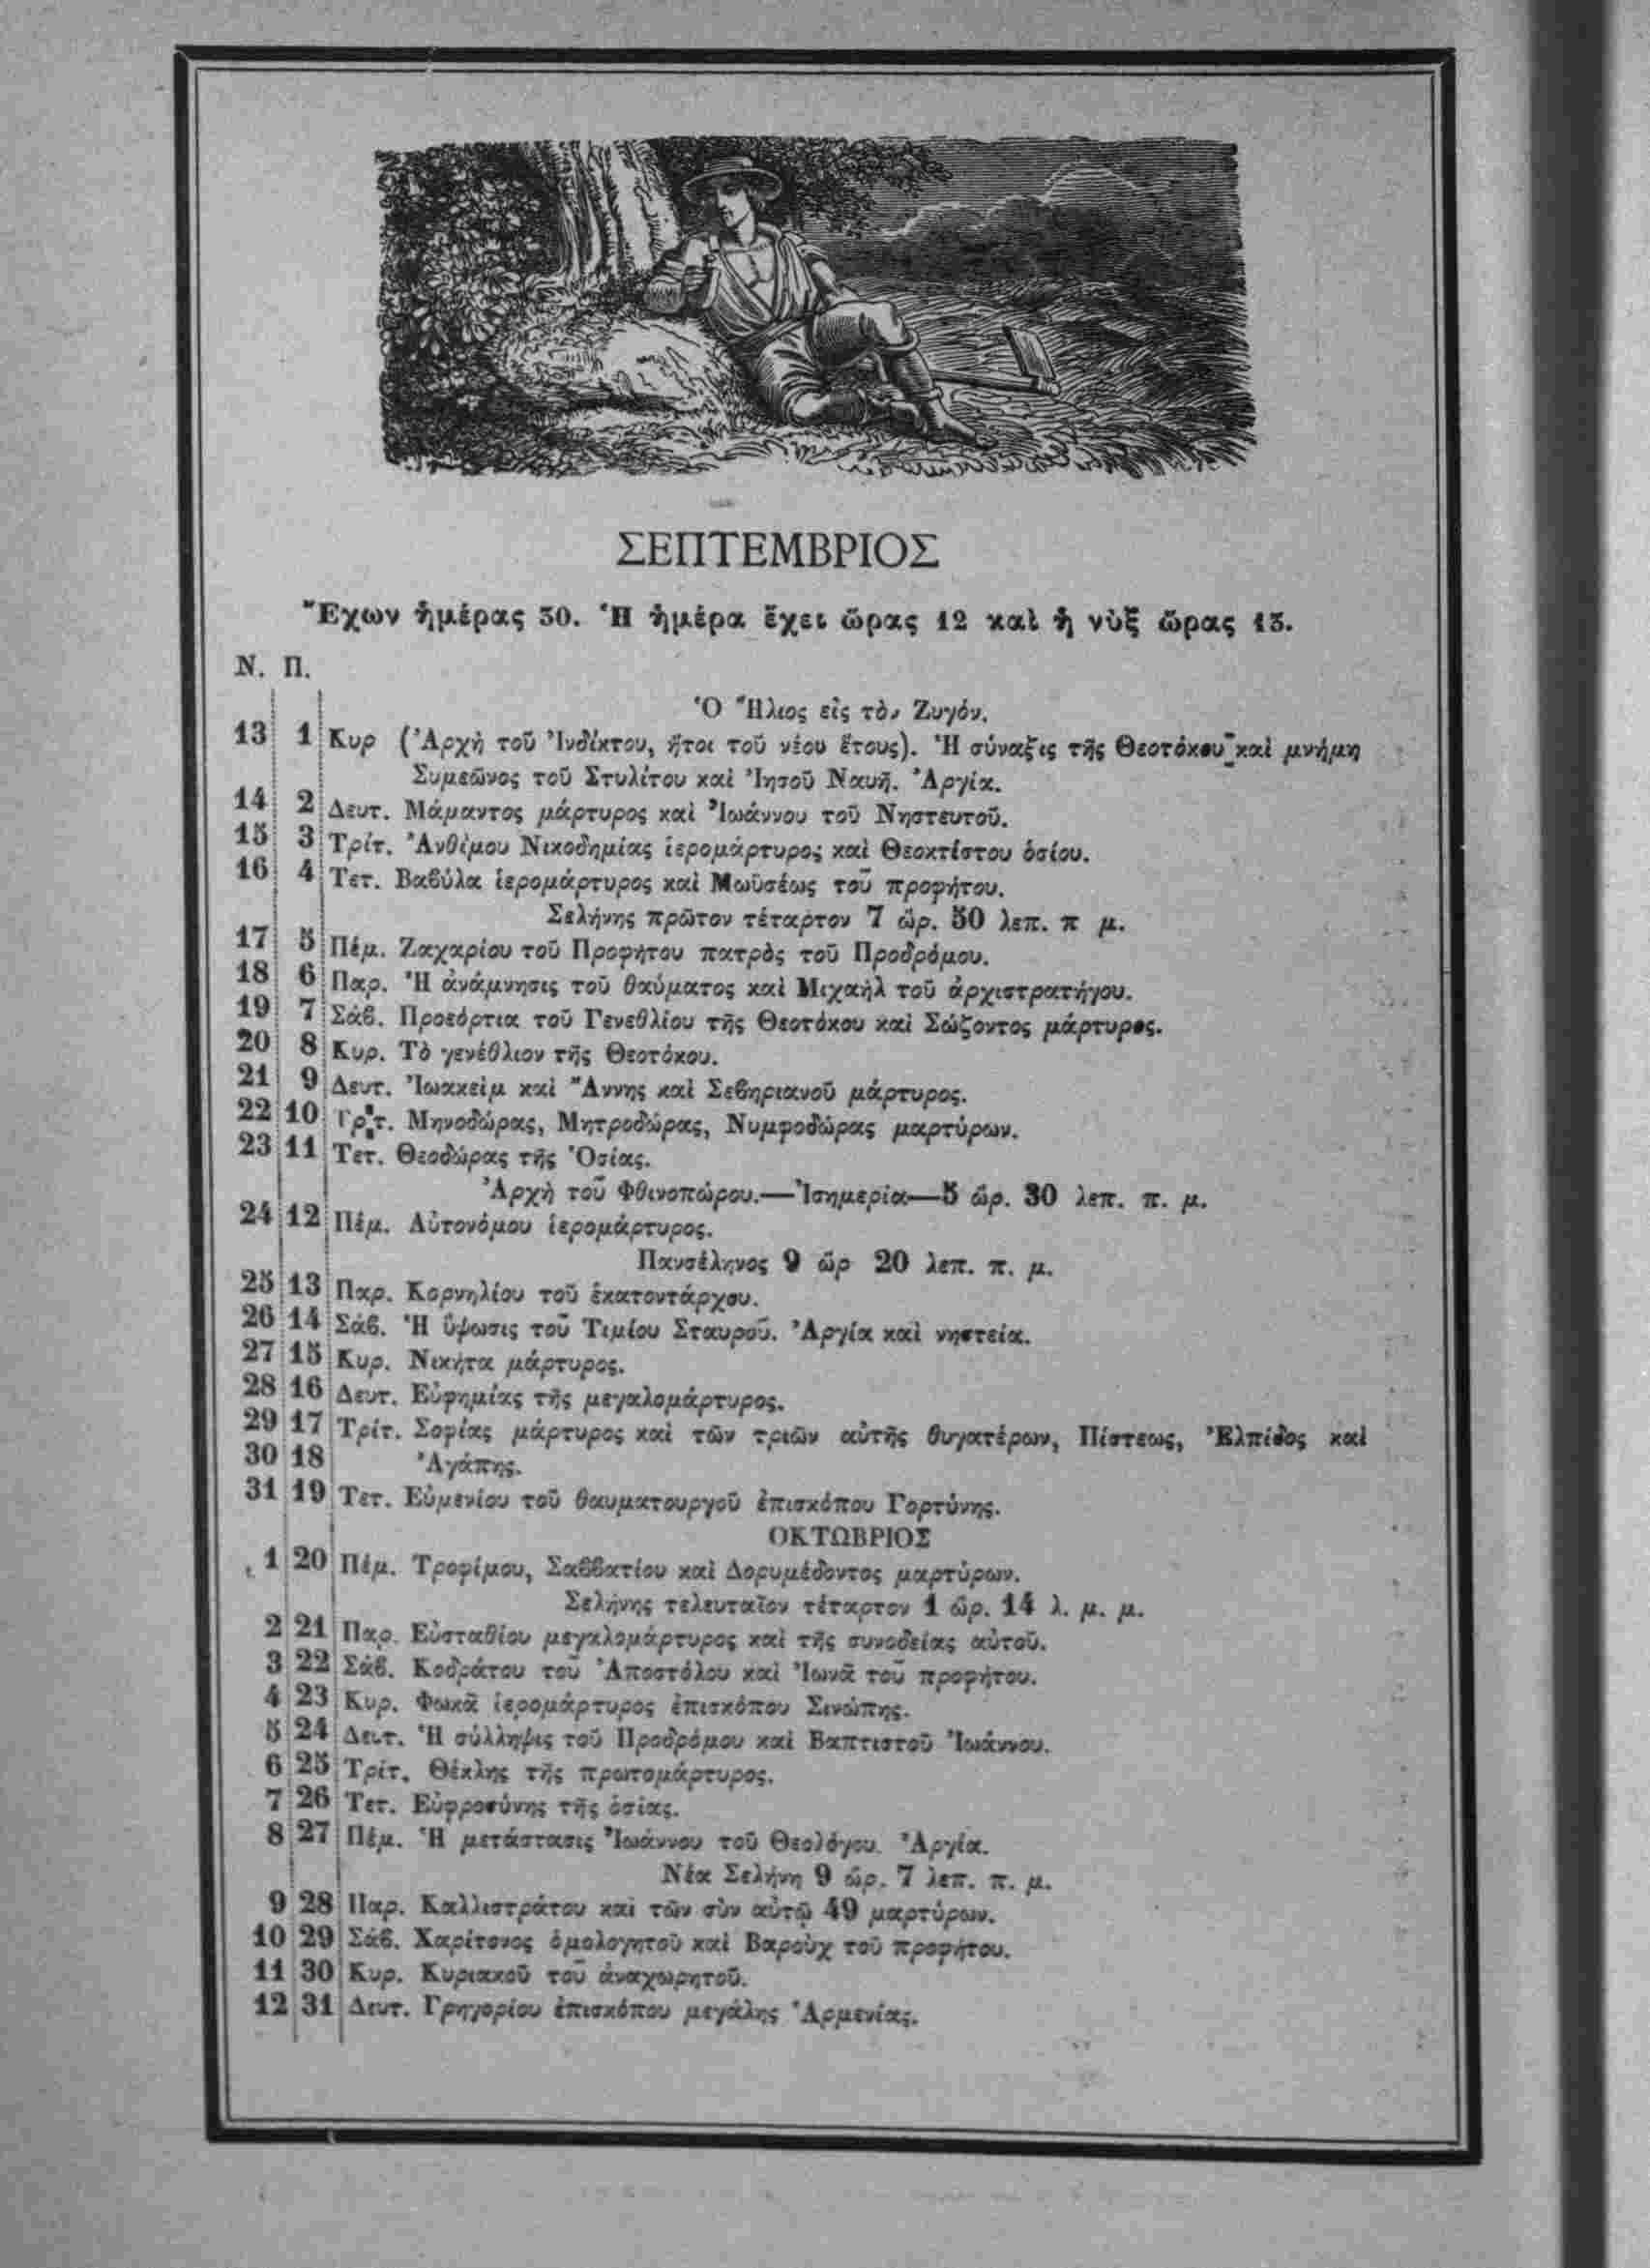 ΣΕΠΤΕΜΒΡΙΟΣ
Ἔχων ἡμέρας 30. Ἡ ἡμέρα ἔχει ὥρας 12 καὶ ἡ νὺξ ὥρας 13.
Ν. Π.
Ὁ Ἥλιος εἰς τὸν Ζυγόν.
13 1 Κυρ (Ἀρχὴ τοῦ Ἰνδίκτου, ἤτοι τοῦ νέου ἔτους). Ἡ σύναξις τῆς Θεοτόκου καὶ μνήμη
Συμεῶνος τοῦ Στυλίτου καὶ Ἰησοῦ Ναυῆ. Ἀργία.
14 2 Δευτ. Μάμαντος μάρτυρος καὶ Ἰωάννου τοῦ Νηστευτοῦ.
15 3 Τρίτ. Ἀνθίμου Νικοδημίας ἱερομάρτυρος καὶ Θεοκτίστου ὁσίου.
16 4 Τετ. Βαβύλα ἱερομάρτυρος καὶ Μωϋσέως τοῦ προφήτου.
Σελήνης πρῶτον τέταρτον 7 ὥρ. 50 λεπ. π μ.
17 5 Πέμ. Ζαχαρίου τοῦ Προφήτου πατρὸς τοῦ Προδρόμου.
18 6 Παρ. Ἡ ἀνάμνησις τοῦ θαύματος καὶ Μιχαὴλ τοῦ ἀρχιστρατήγου.
19 7 Σάβ. Προεόρτια τοῦ Γενεθλίου τῆς Θεοτόκου καὶ Σώζοντος μάρτυρος.
20 8 Κυρ. Τὸ γενέθλιον τῆς Θεοτόκου.
21 9 Δευτ. Ἰωακεὶμ καὶ Ἄννης καὶ Σεβηριανοῦ μάρτυρος.
22 10 Τρίτ. Μηνοδώρας, Μητροδώρας, Νυμφοδώρας μαρτύρων.
23 11 Τετ. Θεοδώρας τῆς Ὁσίας.
Ἀρχὴ τοῦ Φθινοπώρου.—Ἰσημερία—5 ὥρ. 30 λεπ. π. μ.
24 12 Πέμ. Αὐτονόμου ἱερομάρτυρος.
Πανσέληνος 9 ὥρ 20 λεπ. π. μ.
25 13 Παρ. Κορνηλίου τοῦ ἑκατοντάρχου.
26 14 Σάβ. Ἡ ὕψωσις τοῦ Τιμίου Σταυροῦ. Ἀργία καὶ νηστεία.
27 15 Κυρ. Νικήτα μάρτυρος.
28 16 Δευτ. Εὐφημίας τῆς μεγαλομάρτυρος.
29 17 Τρίτ. Σοφίας μάρτυρος καὶ τῶν τριῶν αὐτῆς θυγατέρων, Πίστεως, Ἐλπίδος καὶ
30 18 Ἀγάπης.
31 19 Τετ. Εὐμενίου τοῦ θαυματουργοῦ ἐπισκόπου Γορτύνης.
ΟΚΤΩΒΡΙΟΣ
1 20 Πέμ. Τροφίμου, Σαββατίου καὶ Δορυμέδοντος μαρτύρων.
Σελήνης τελευταῖον τέταρτον 1 ὥρ. 14 λ. μ. μ.
2 21 Παρ. Εὐσταθίου μεγαλομάρτυρος καὶ τῆς συνοδείας αὐτοῦ.
3 22 Σάβ. Κοδράτου τοῦ Ἀποστόλου καὶ Ἰωνᾶ τοῦ προφήτου.
4 23 Κυρ. Φωκᾶ ἱερομάρτυρος ἐπισκόπου Σινώπης.
5 24 Δευτ. Ἡ σύλληψις τοῦ Προδρόμου καὶ Βαπτιστοῦ Ἰωάννου.
6 25 Τρίτ. Θέκλης τῆς πρωτομάρτυρος.
7 26 Τετ. Εὐφροσύνης τῆς ὁσίας.
8 27 Πέμ. Ἡ μετάστασις Ἰωάννου τοῦ Θεολόγου. Ἀργία.
Νέα Σελήνη 9 ὥρ. 7 λεπ. π. μ.
9 28 Παρ. Καλλιστράτου καὶ τῶν σὺν αὐτῷ 49 μαρτύρων.
10 29 Σάβ. Χαρίτονος ὁμολογητοῦ καὶ Βαροὺχ τοῦ προφήτου.
11 30 Κυρ. Κυριακοῦ τοῦ ἀναχωρητοῦ.
12 31 Δευτ. Γρηγορίου ἐπισκόπου μεγάλης Ἀρμενίας.